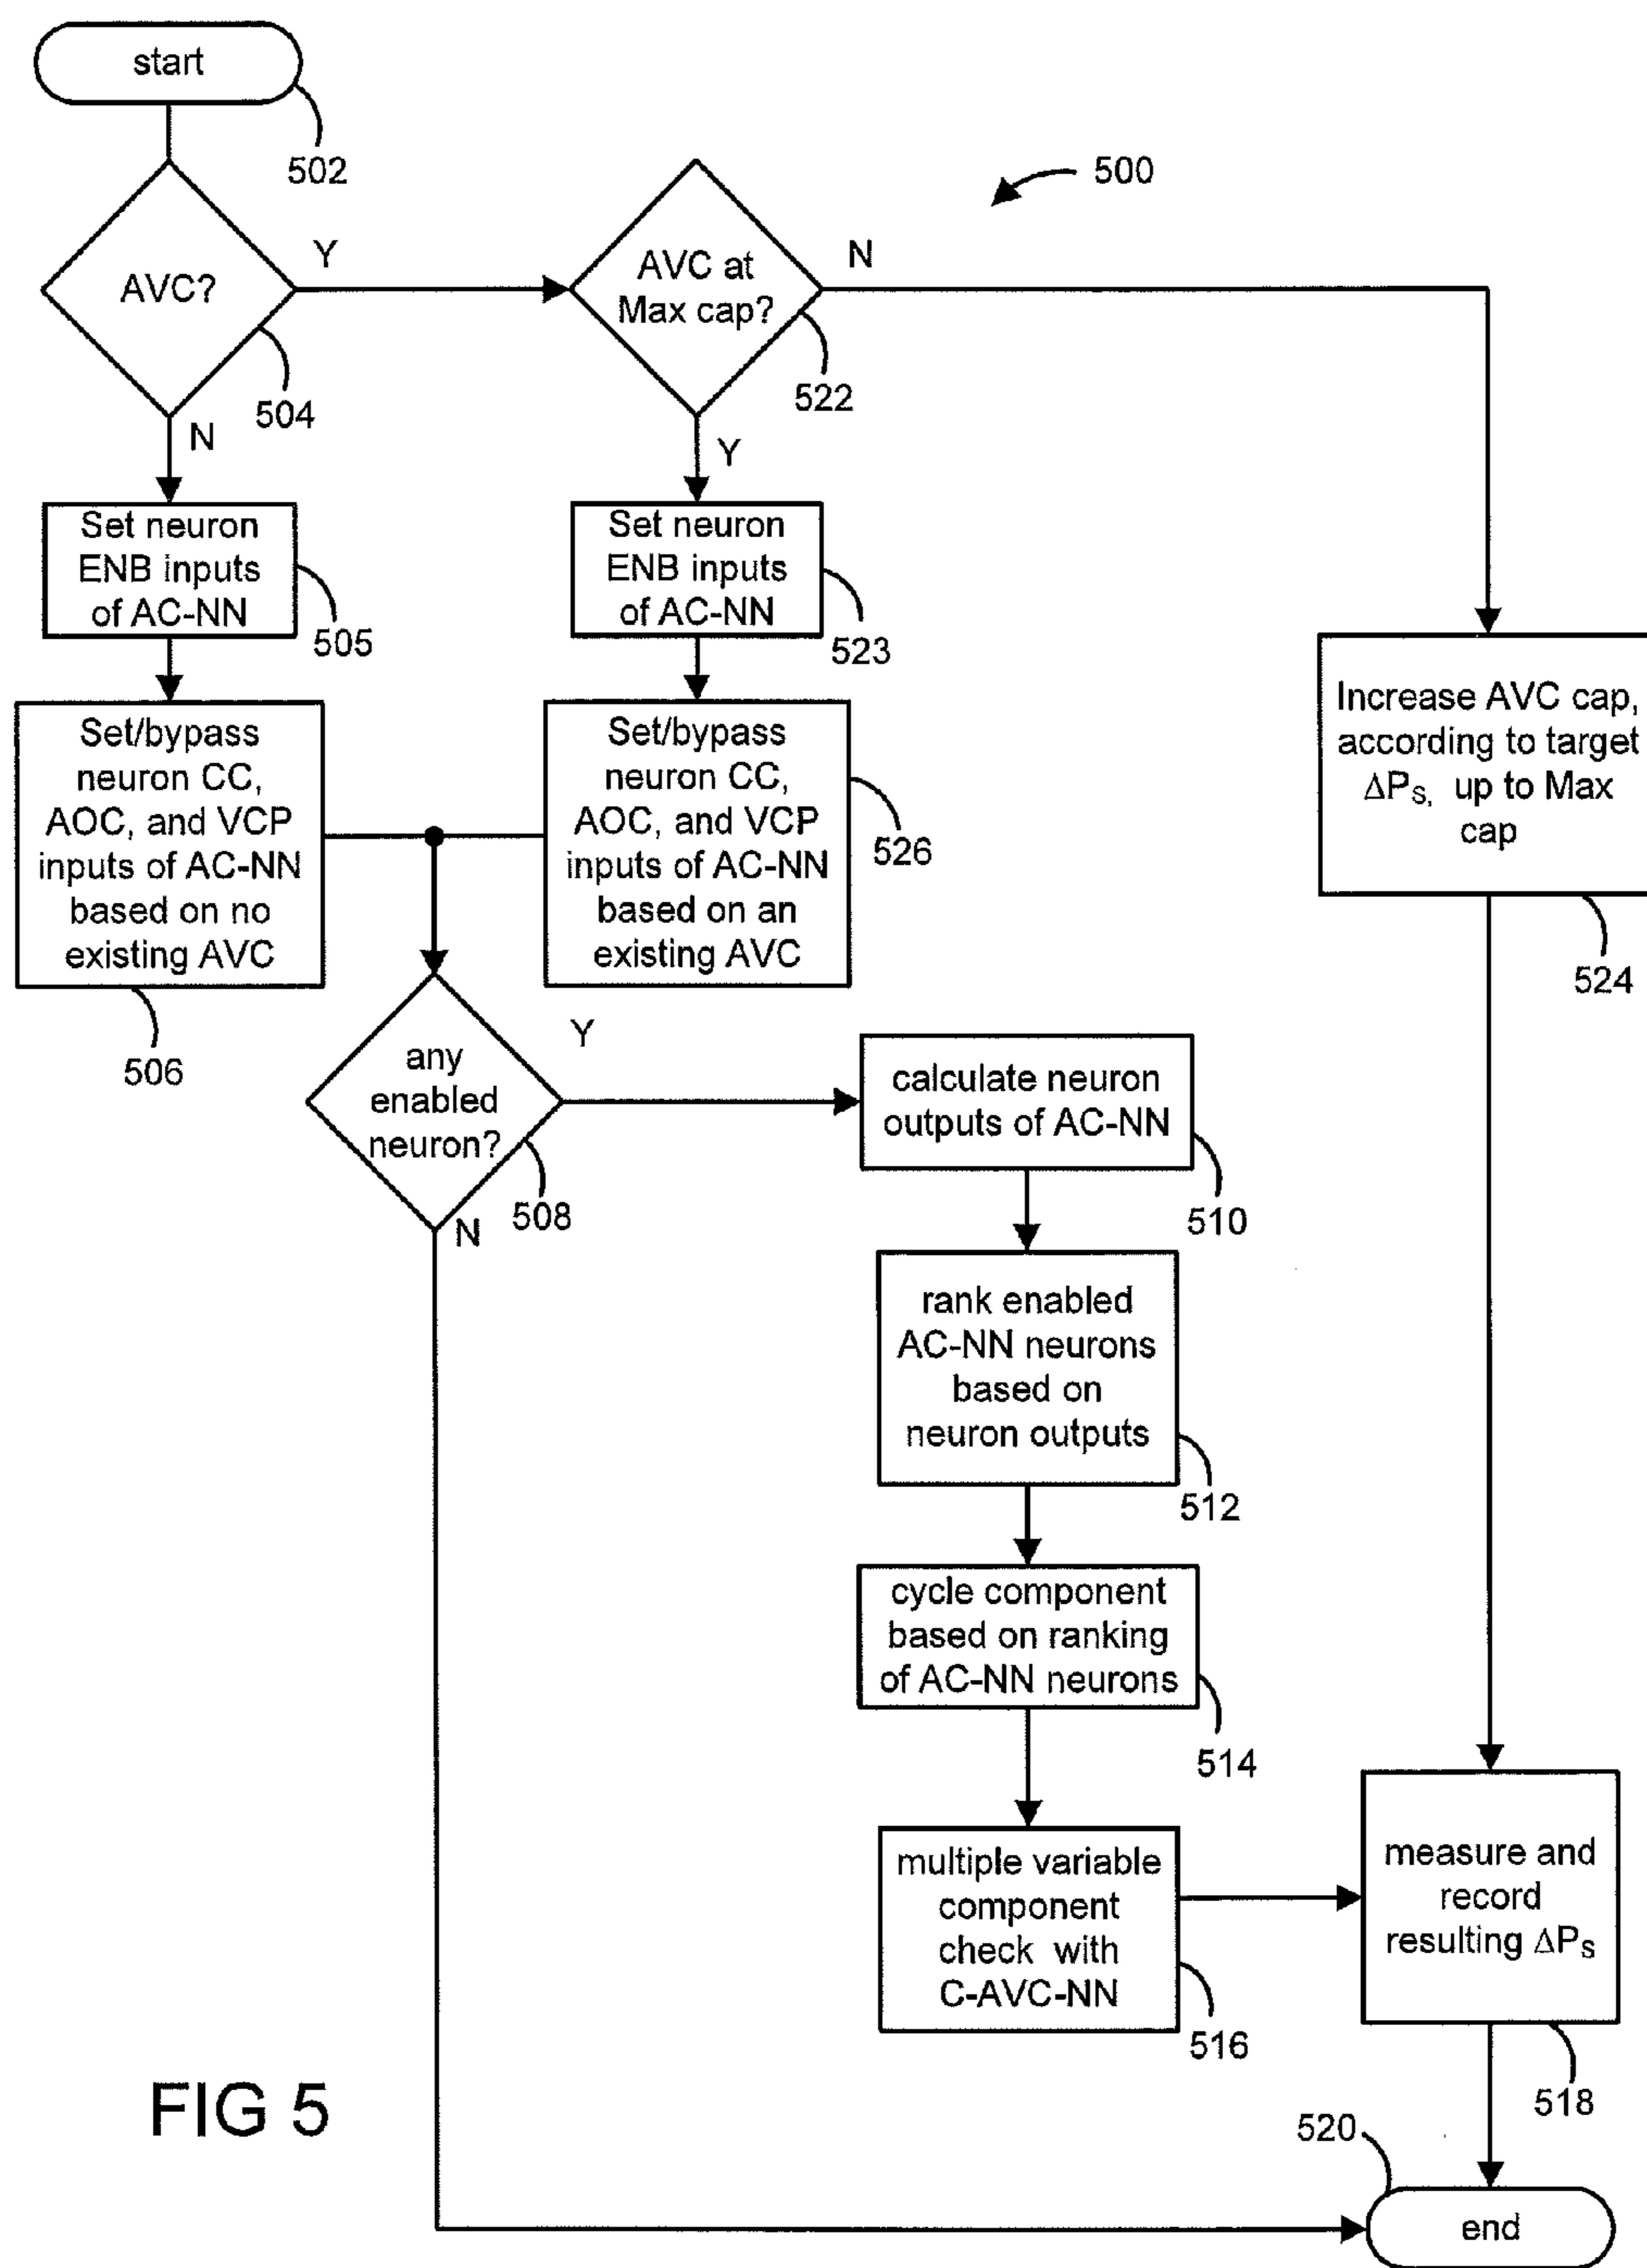 start
502
500
AVC?
Y
504
N
AVC at
Max cap?
N
522
Y
Set neuron
ENB inputs
of AC-NN
505
Set neuron
ENB inputs
of AC-NN
523
Set/bypass
neuron CC,
AOC, and VCP
inputs of AC-NN
based on no
existing AVC
506
Set/bypass
neuron CC,
AOC, and VCP
inputs of AC-NN
based on an
existing AVC
526
Increase AVC cap,
according to target
ΔPS, up to Max
cap
524
any
enabled
neuron?
Y
508
N
calculate neuron
outputs of AC-NN
510
rank enabled
AC-NN neurons
based on
neuron outputs
512
cycle component
based on ranking
of AC-NN neurons
514
multiple variable
component
check with
C-AVC-NN
516
measure and
record
resulting ΔPS
518
520
end
FIG 5